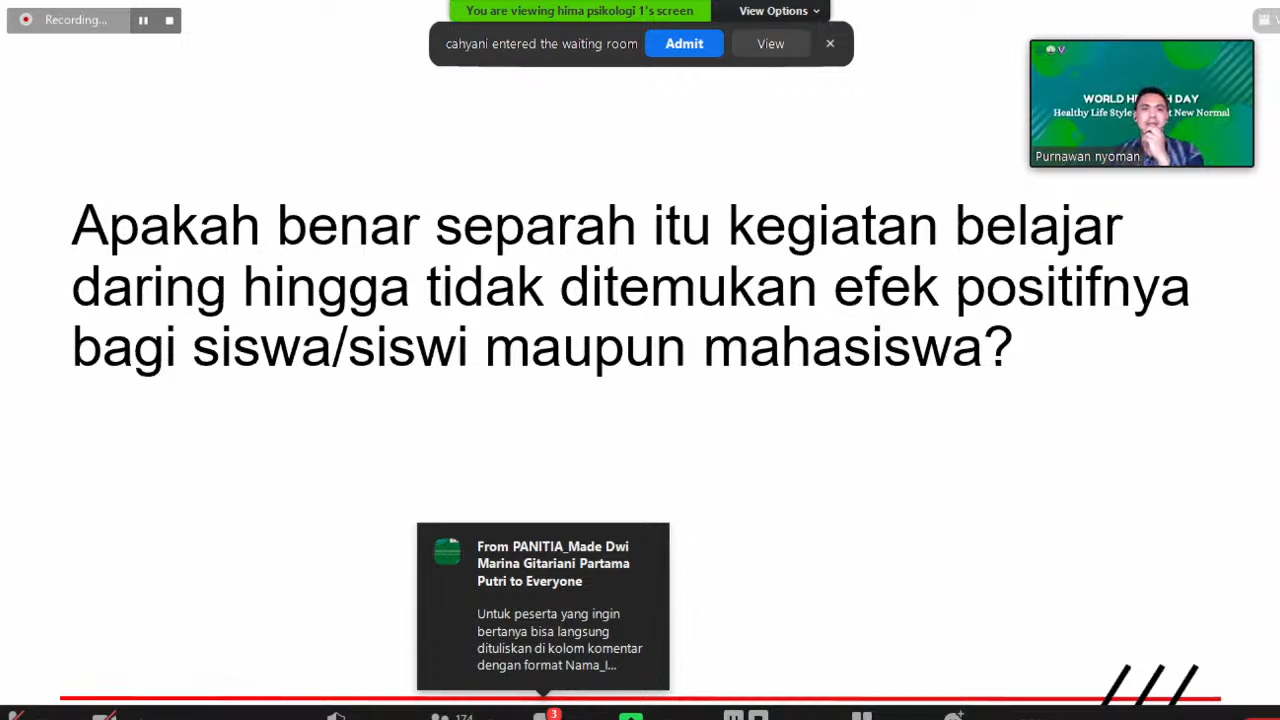 Recording...
You are viewing hima psikologi 1's screen
View Options
cahyani entered the waiting room
Admit
View
WORLD HE H DAY
Healthy Life Style t New Normal
Purnawan nyoman
Apakah benar separah itu kegiatan belajar
daring hingga tidak ditemukan efek positifnya
bagi siswa/siswi maupun mahasiswa?
From PANITIA_Made Dwi
Marina Gitariani Partama
Putri to Everyone
Untuk peserta yang ingin
bertanya bisa langsung
dituliskan di kolom komentar
dengan format Nama_I...
174
3